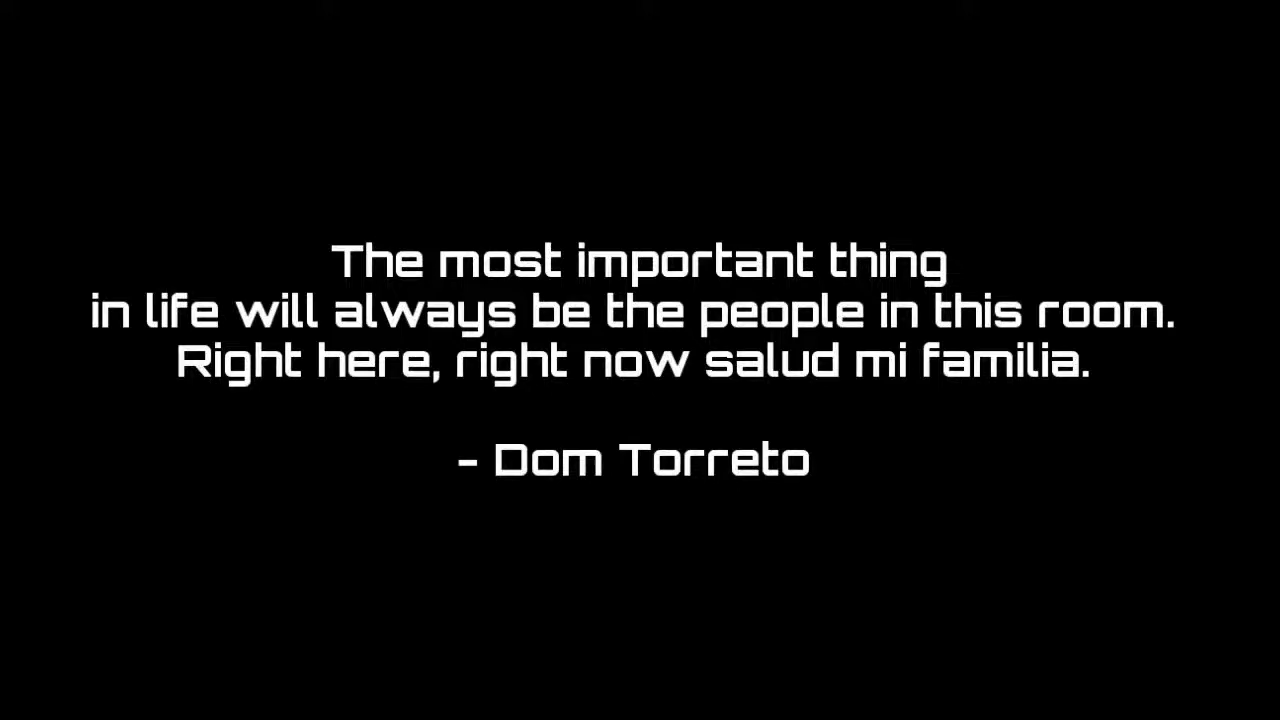 The most important thing
in life will always be the people in this room.
Right here, right now salud mi familia.
- Dom Torreto